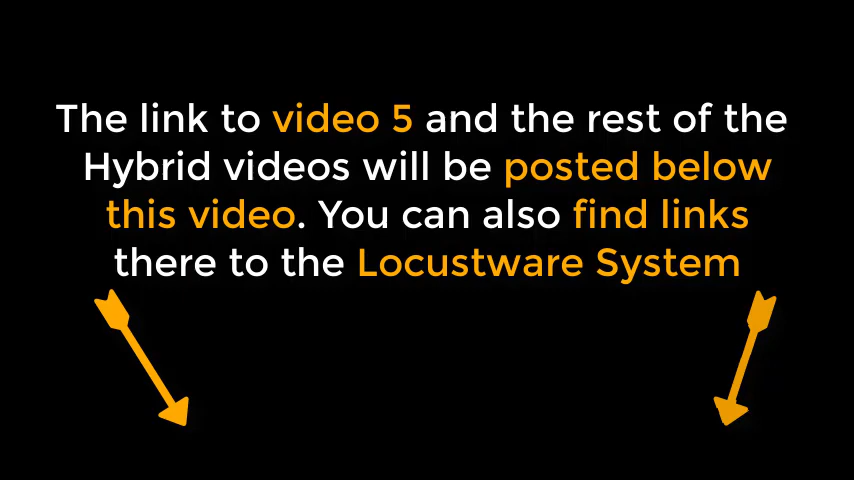 The link to video 5 and the rest of the
Hybrid videos will be posted below
this video. You can also find links
there to the Locustware System